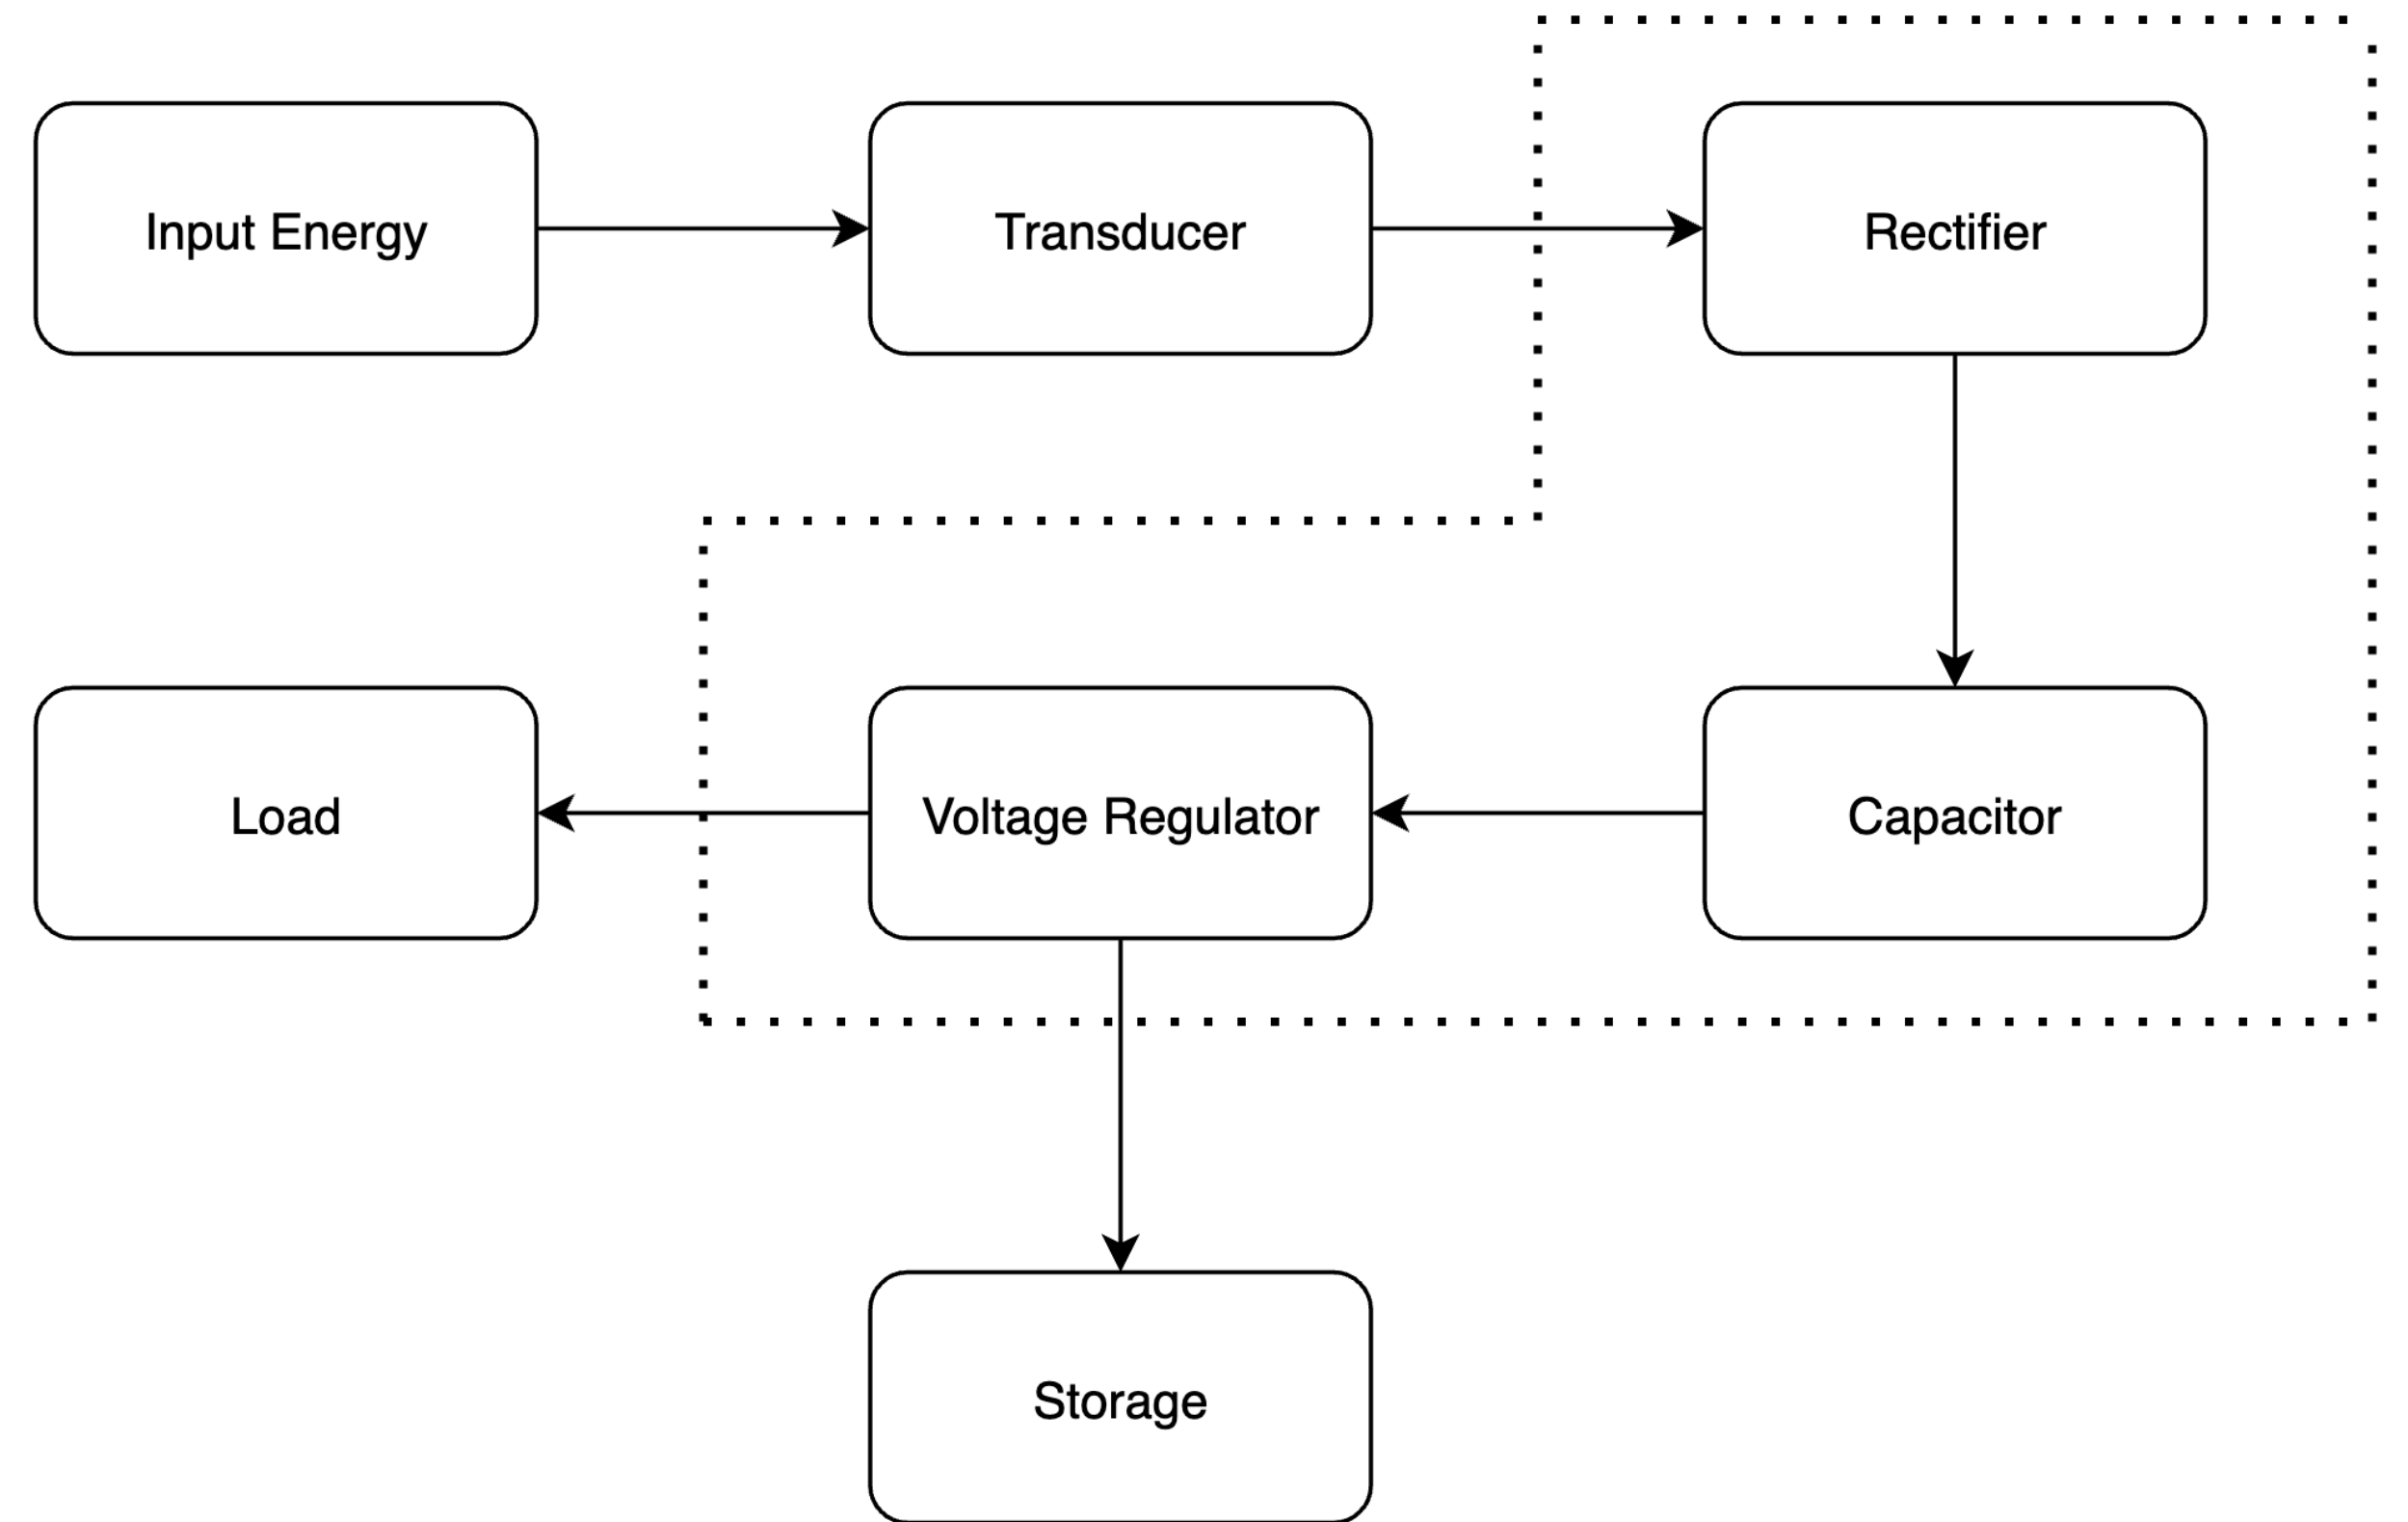 Input Energy
Transducer
Rectifier
Load
Voltage Regulator
Capacitor
Storage